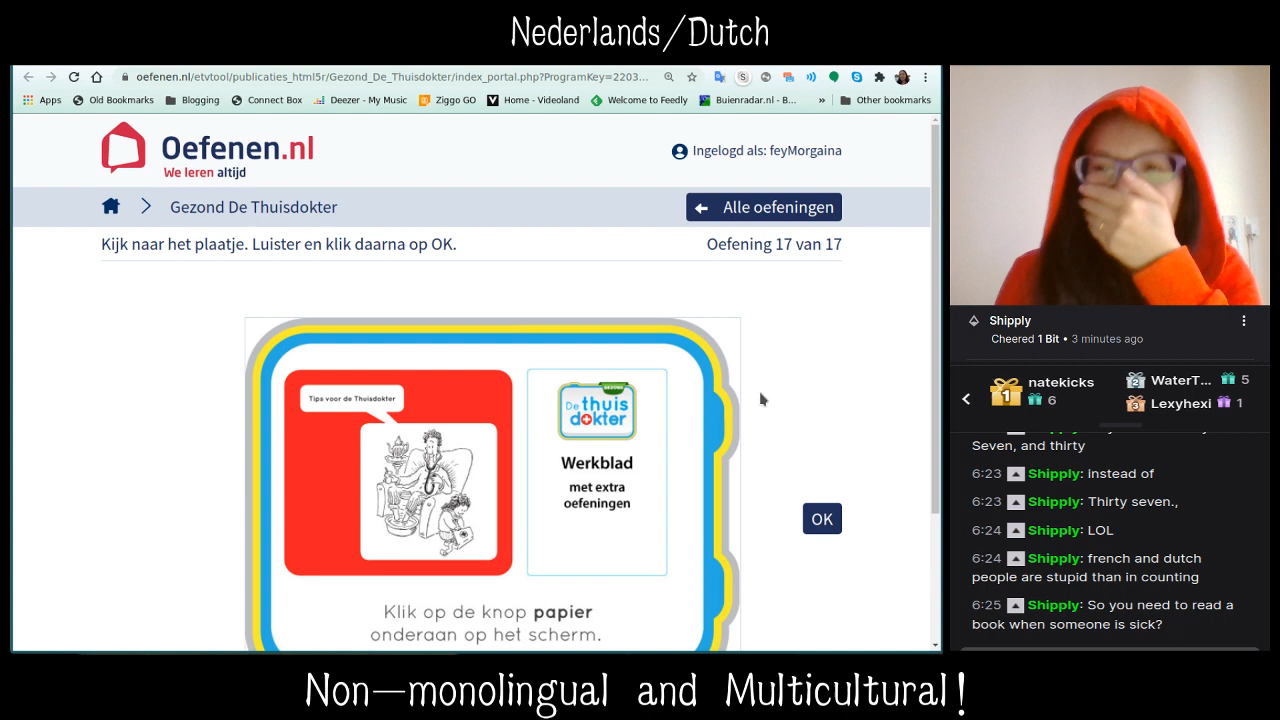 Nederlands/Dutch
oefenen.nl/etvtool/publicaties_html5r/Gezond_De_Thuisdokter/index_portal.php?ProgramKey=2203...
Apps
Old Bookmarks
Blogging
Connect Box
Deezer - My Music
Ziggo GO
Home - Videoland
Welcome to Feedly
Buienradar.nl - B...
»
Other bookmarks
Oefenen.nl
We leren altijd
Ingelogd als: feyMorgaina
Gezond De Thuisdokter
Alle oefeningen
Kijk naar het plaatje. Luister en klik daarna op OK.
Oefening 17 van 17
Tips voor de Thuisdokter
GEZOND
De thuis
dokter
Werkblad
met extra
oefeningen
OK
Klik op de knop papier
onderaan op het scherm.
Shipply
Cheered 1 Bit • 3 minutes ago
1
natekicks
6
2
WaterT...
5
3
Lexyhexi
1
Seven, and thirty
6:23 Shipply: instead of
6:23 Shipply: Thirty seven.,
6:24 Shipply: LOL
6:24 Shipply: french and dutch
people are stupid than in counting
6:25 Shipply: So you need to read a
book when someone is sick?
Non-monolingual and Multicultural!